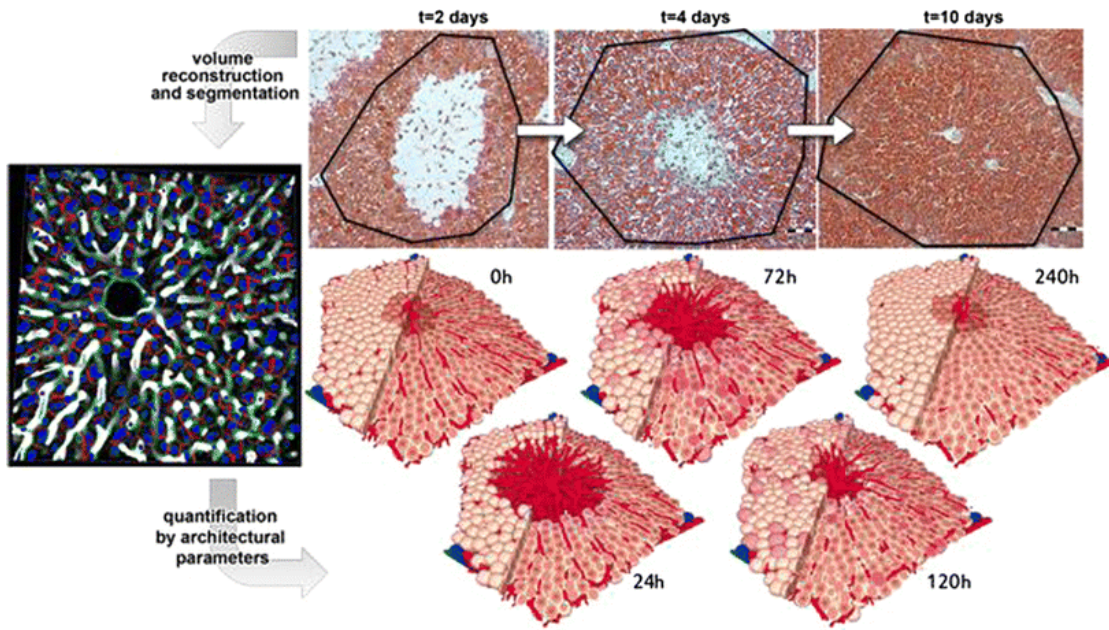 t=2 days
t=4 days
t=10 days
volume
reconstruction
and segmentation
0h
72h
240h
quantification
by architectural
parameters
24h
120h